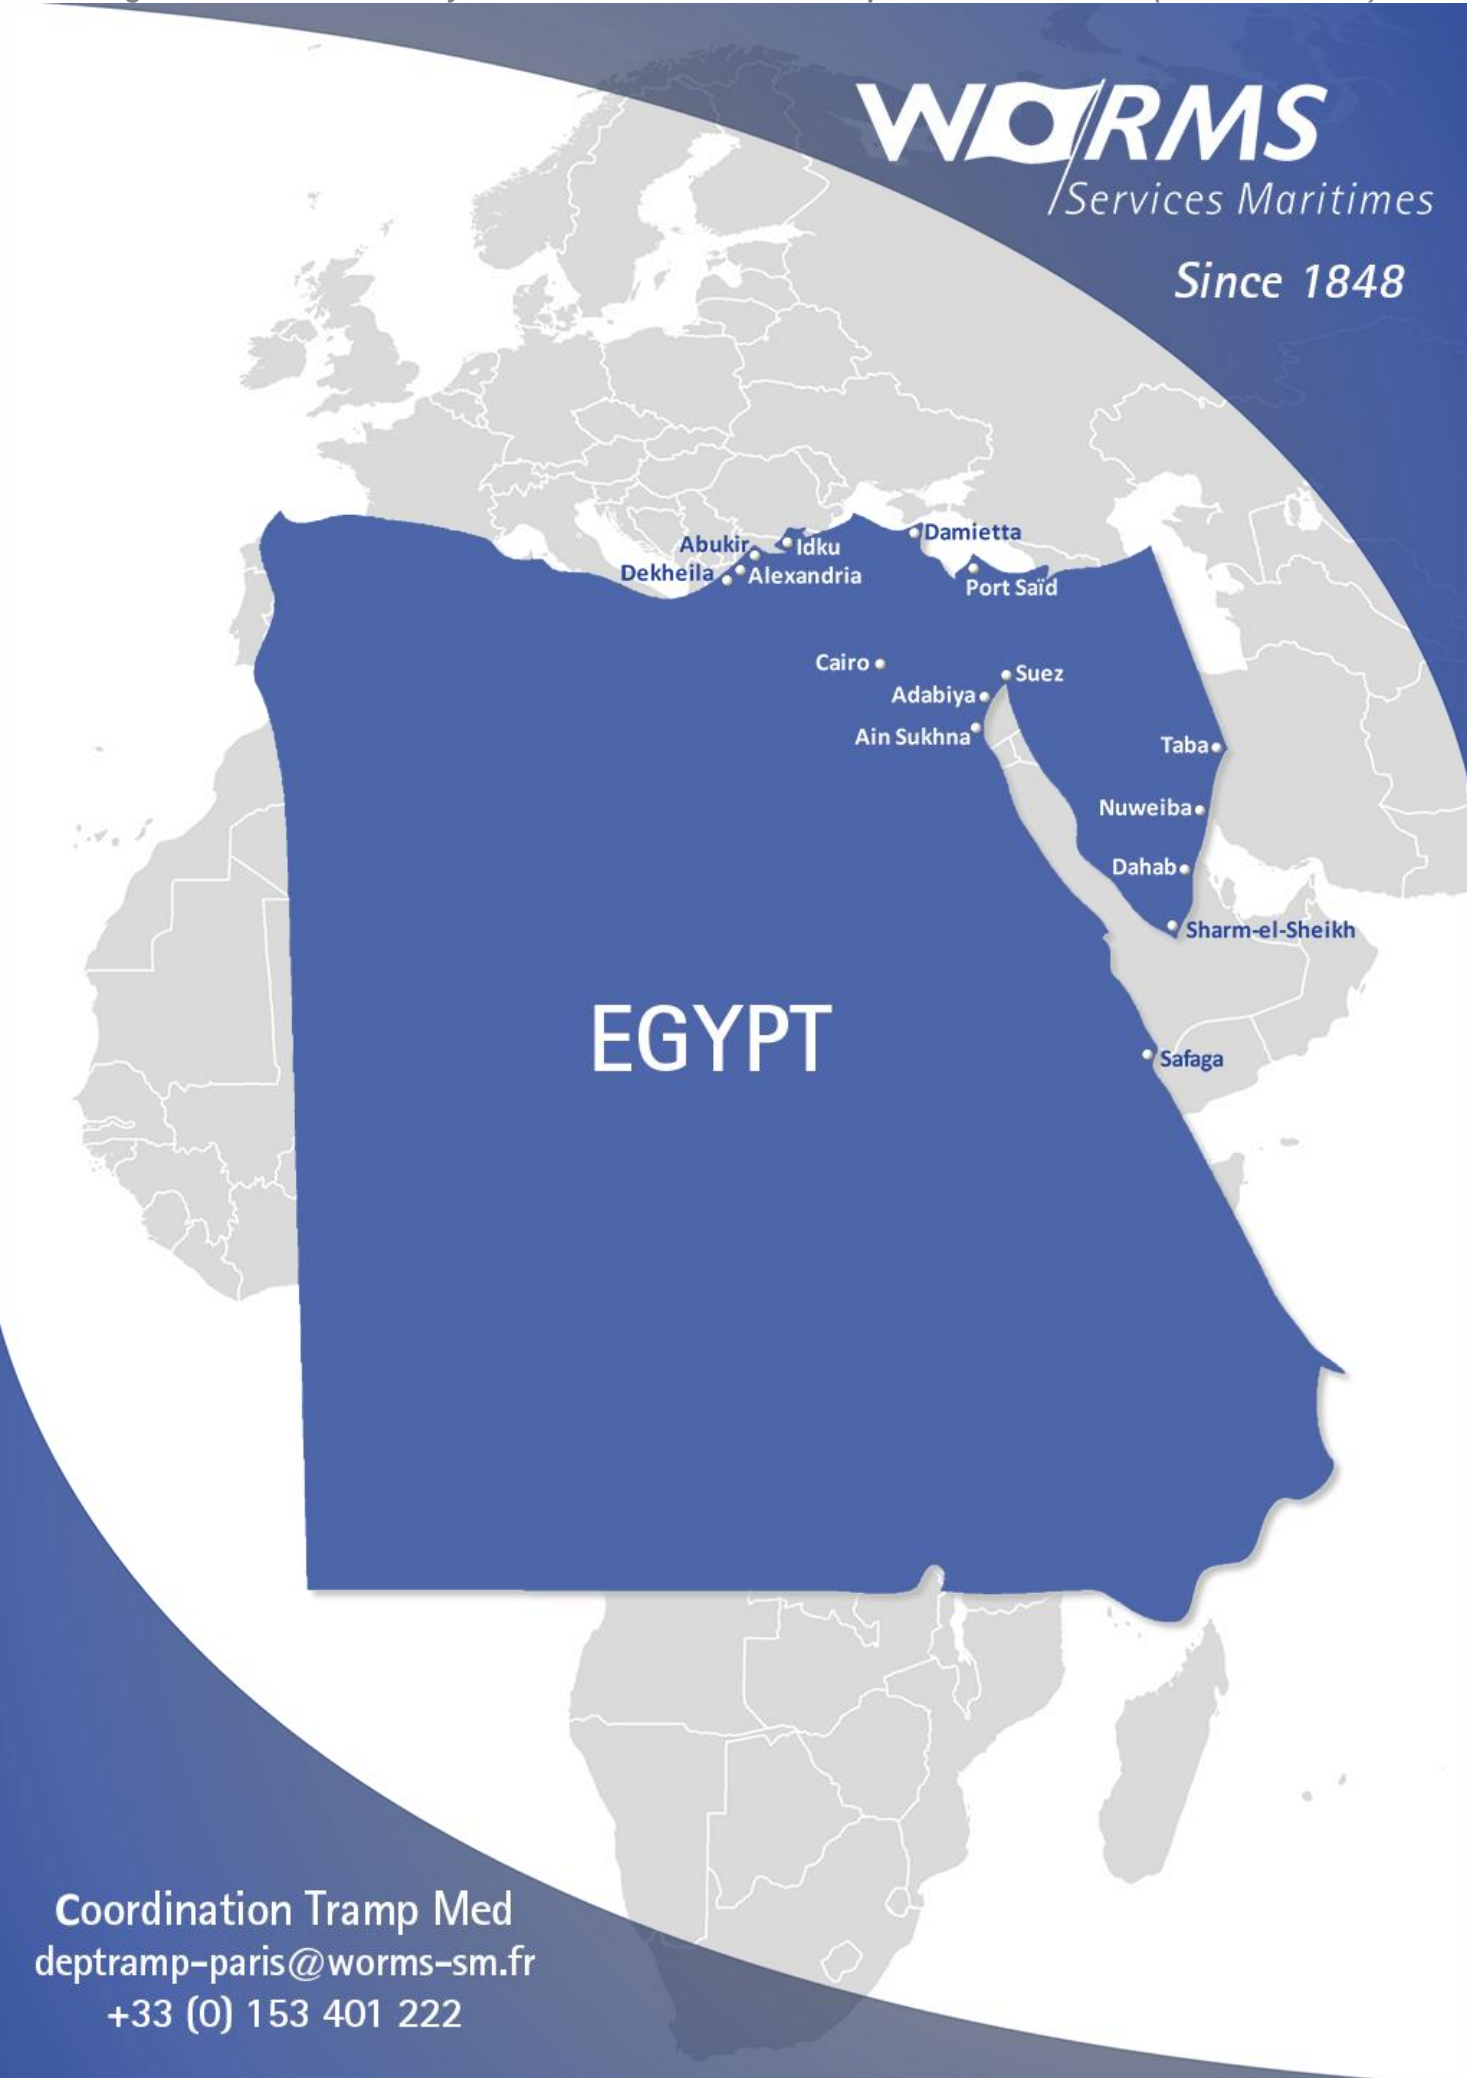 WORMS
Services Maritimes
Since 1848
Damietta
Abukir
Idku
Dekheila
Alexandria
Port Saïd
Cairo
Suez
Adabiya
Ain Sukhna
Taba
Nuweiba
Dahab
Sharm-el-Sheikh
EGYPT
Safaga
Coordination Tramp Med
deptramp-paris@worms-sm.fr
+33 (0) 153 401 222